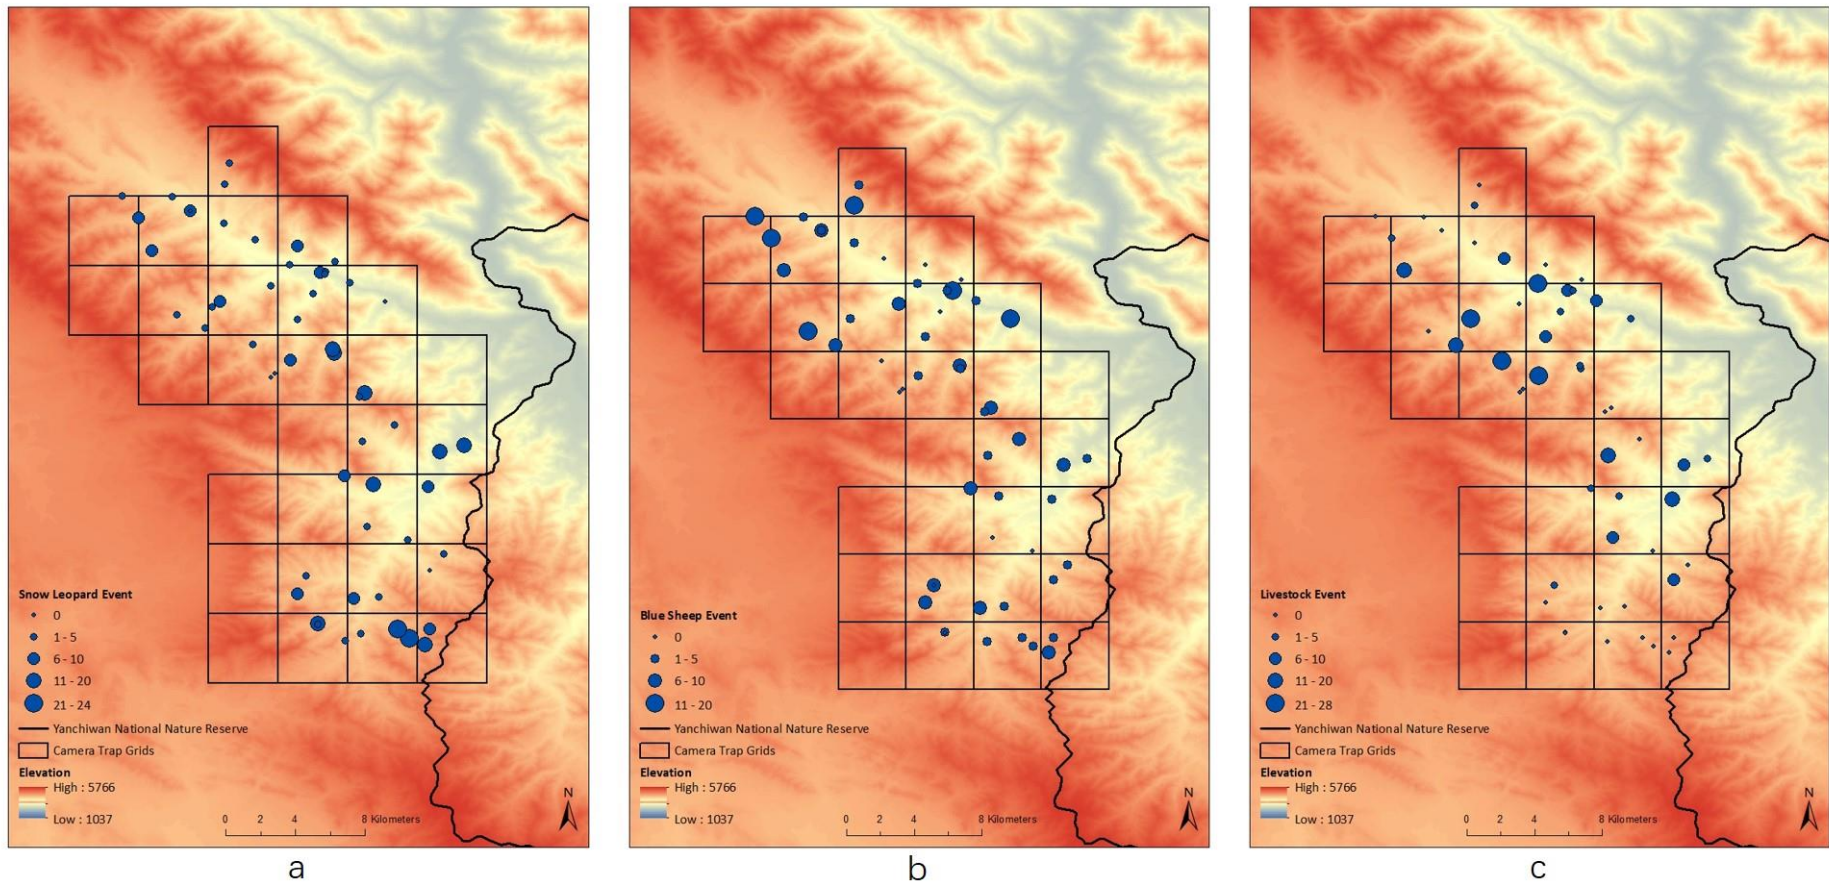 Snow Leopard Event
0
1 - 5
6 - 10
11 - 20
21 - 24
Yanchiwan National Nature Reserve
Camera Trap Grids
Elevation
High : 5766
Low : 1037
0 2 4 8 Kilometers
N
a
Blue Sheep Event
0
1 - 5
6 - 10
11 - 20
Yanchiwan National Nature Reserve
Camera Trap Grids
Elevation
High : 5766
Low : 1037
0 2 4 8 Kilometers
N
b
Livestock Event
0
1 - 5
6 - 10
11 - 20
21 - 28
Yanchiwan National Nature Reserve
Camera Trap Grids
Elevation
High : 5766
Low : 1037
0 2 4 8 Kilometers
N
c